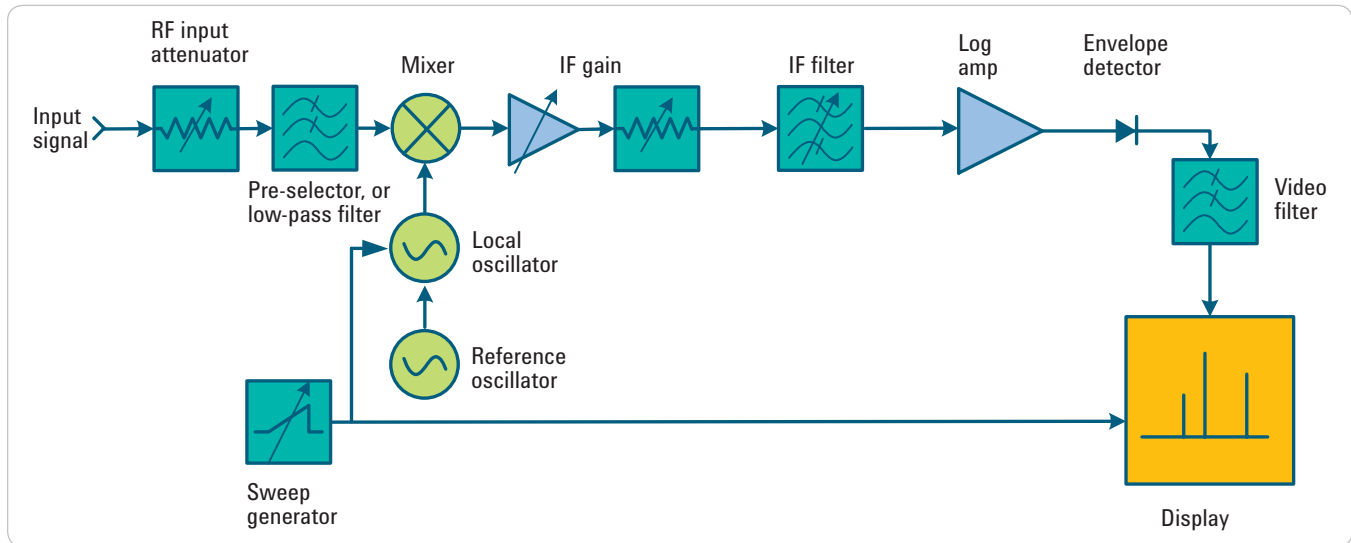 RF input
attenuator
Mixer
IF gain
IF filter
Log
amp
Envelope
detector
Input
signal
Pre-selector, or
low-pass filter
Video
filter
Local
oscillator
Reference
oscillator
Sweep
generator
Display